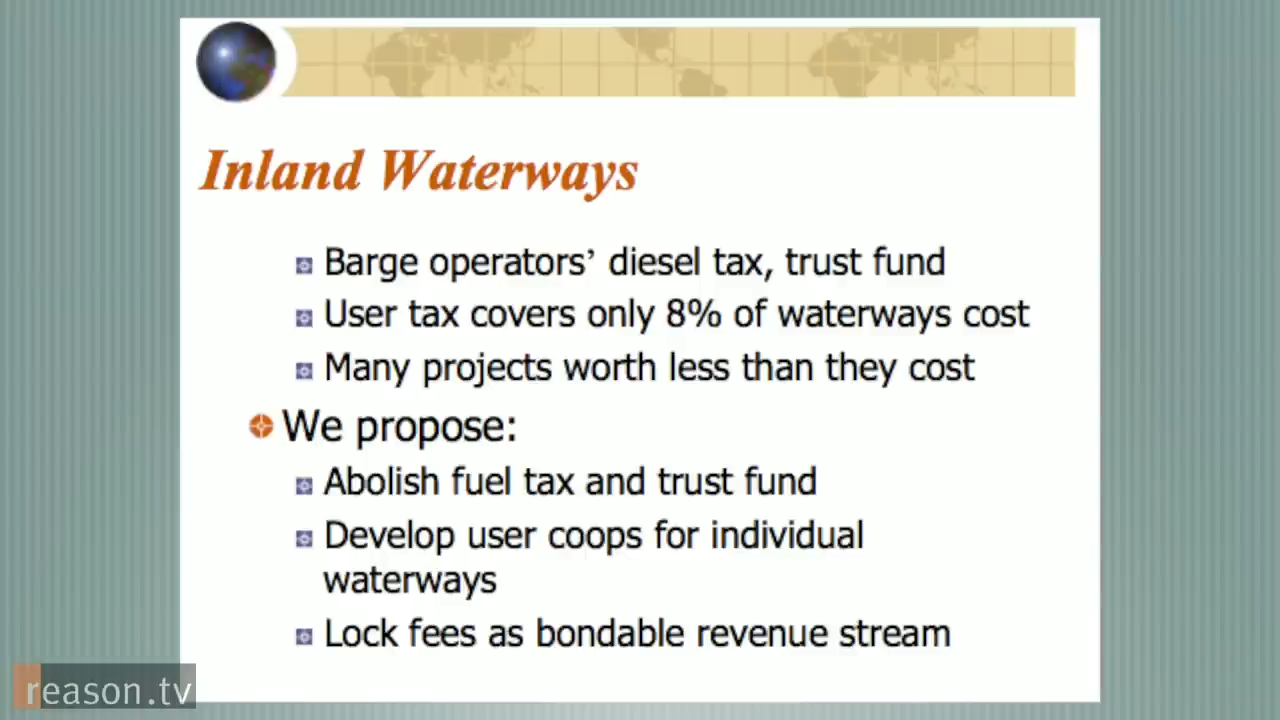 Inland Waterways
Barge operators’ diesel tax, trust fund
User tax covers only 8% of waterways cost
Many projects worth less than they cost
We propose:
Abolish fuel tax and trust fund
Develop user coops for individual
waterways
Lock fees as bondable revenue stream
reason.tv